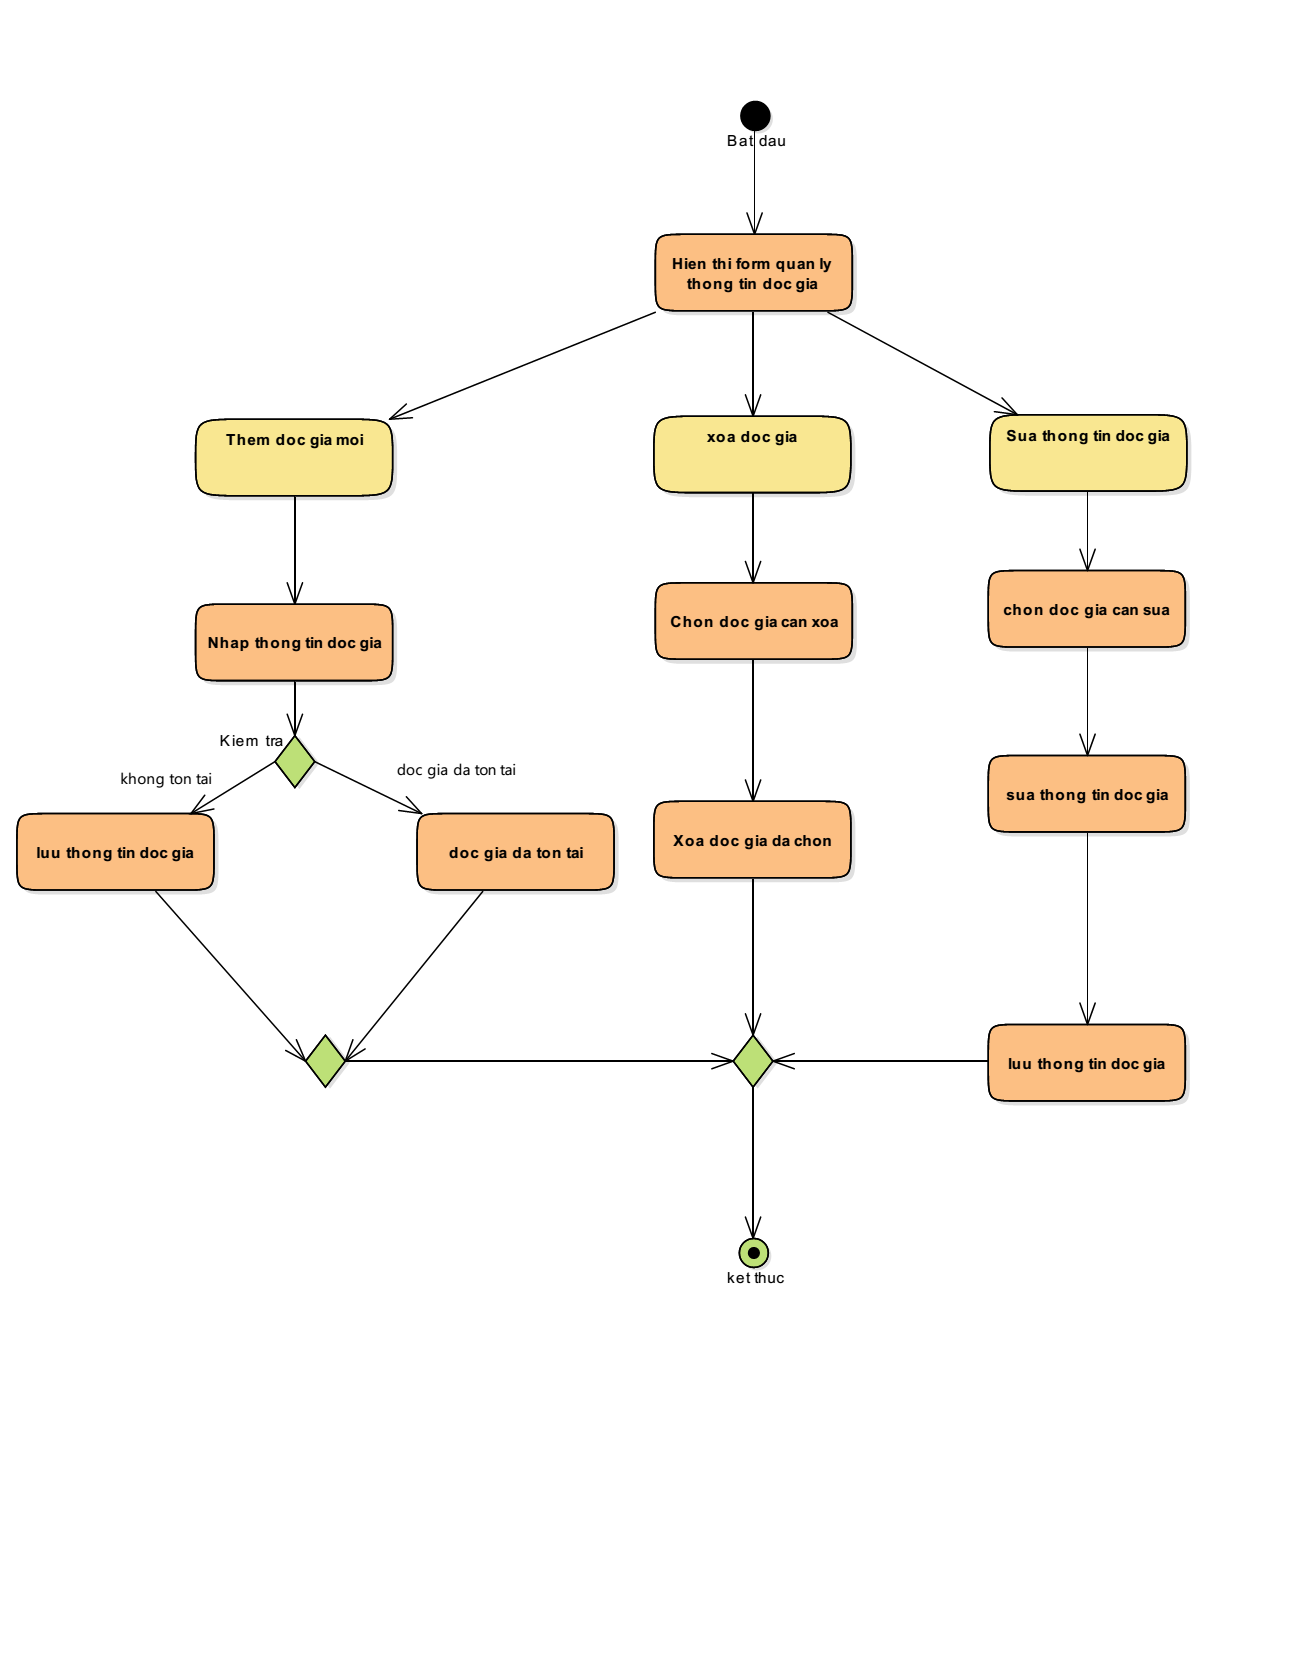 Bat dau
Hien thi form quan ly
thong tin doc gia
Them doc gia moi
xoa doc gia
Sua thong tin doc gia
chon doc gia can sua
Chon doc gia can xoa
Nhap thong tin doc gia
Kiem tra
khong ton tai
doc gia da ton tai
sua thong tin doc gia
luu thong tin doc gia
doc gia da ton tai
Xoa doc gia da chon
luu thong tin doc gia
ket thuc